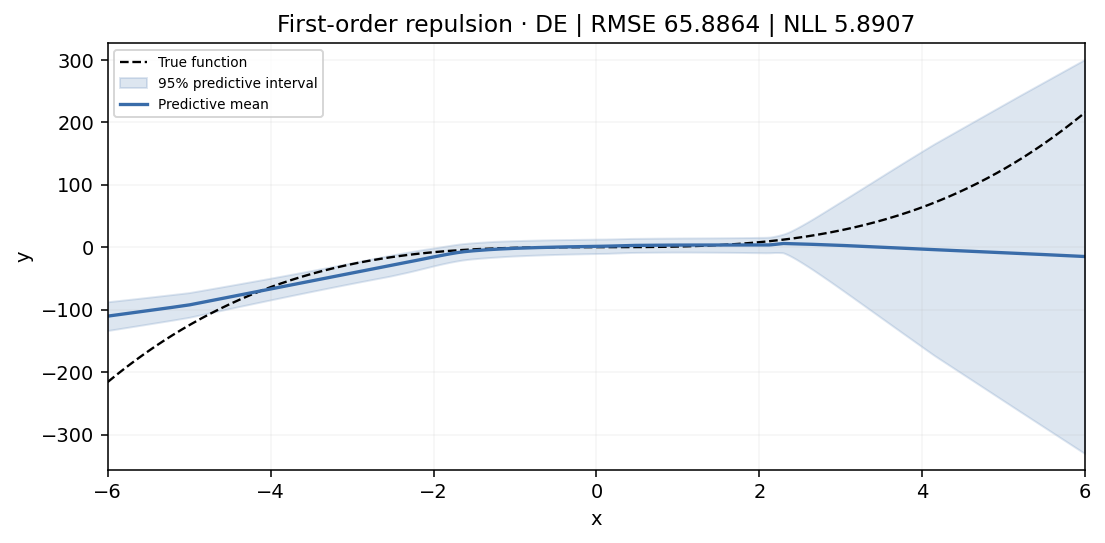 First-order repulsion · DE | RMSE 65.8864 | NLL 5.8907
True function
95% predictive interval
Predictive mean
300
200
100
0
−100
−200
−300
y
−6
−4
−2
0
2
4
6
x